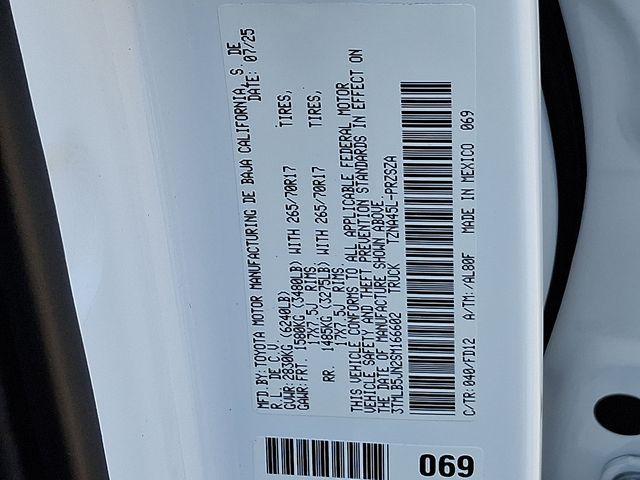 MFD.BY:TOYOTA MOTOR MANUFACTURING DE BAJA CALIFORNIA, S. DE
R.L. DE C.V. DATE: 07/25
GVWR:2830KG (6240LB)
GAWR:FRT. 1580KG (3480LB) WITH 265/70R17 TIRES,
17X7.5J RIMS,
RR. 1485KG (3275LB) WITH 265/70R17 TIRES,
17X7.5J RIMS.
THIS VEHICLE CONFORMS TO ALL APPLICABLE FEDERAL MOTOR
VEHICLE SAFETY AND THEFT PREVENTION STANDARDS IN EFFECT ON
THE DATE OF MANUFACTURE SHOWN ABOVE.
3TMLB5JN2SM166602 TRUCK TZNA45L-PRZSZA
C/TR:040/FD12 A/TM:/AL80F MADE IN MEXICO 069
069